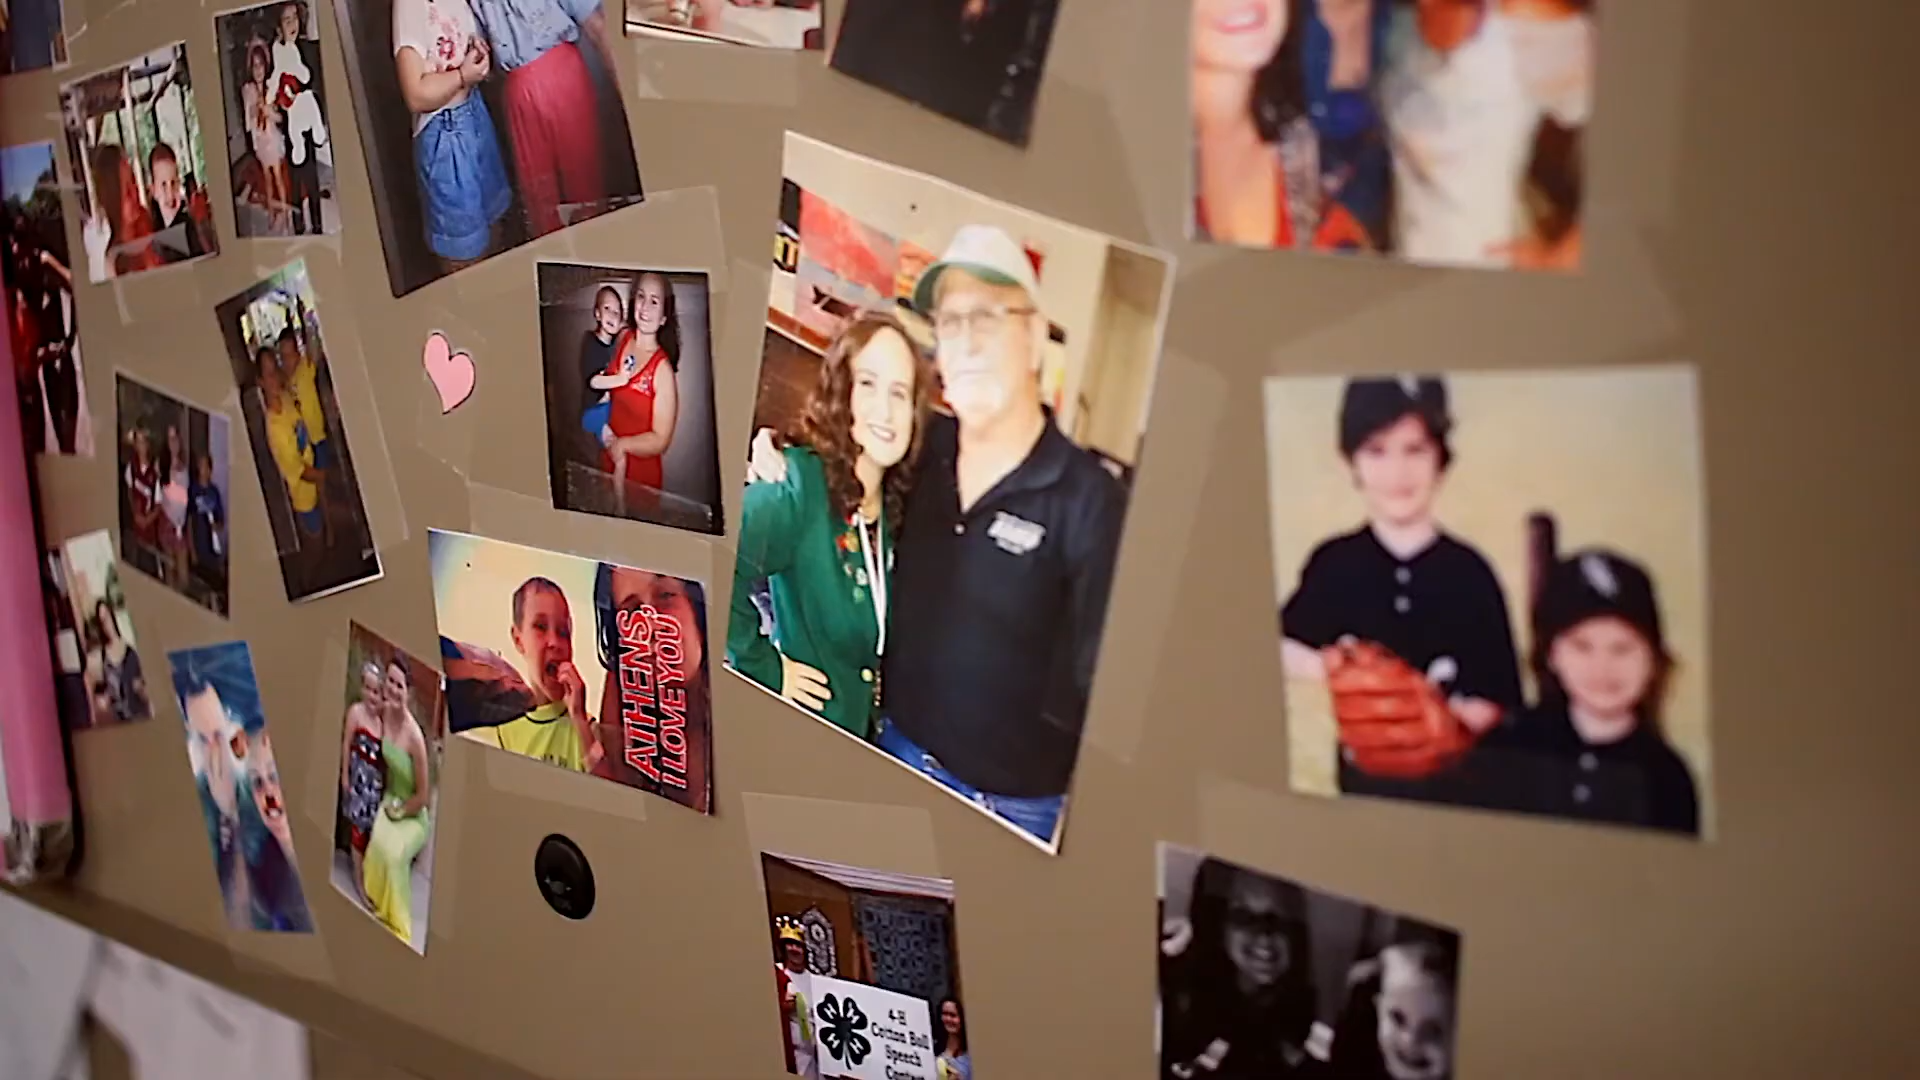 ATHENS,
I LOVE YOU
4-H
Cotton Boll
Speech
Contest